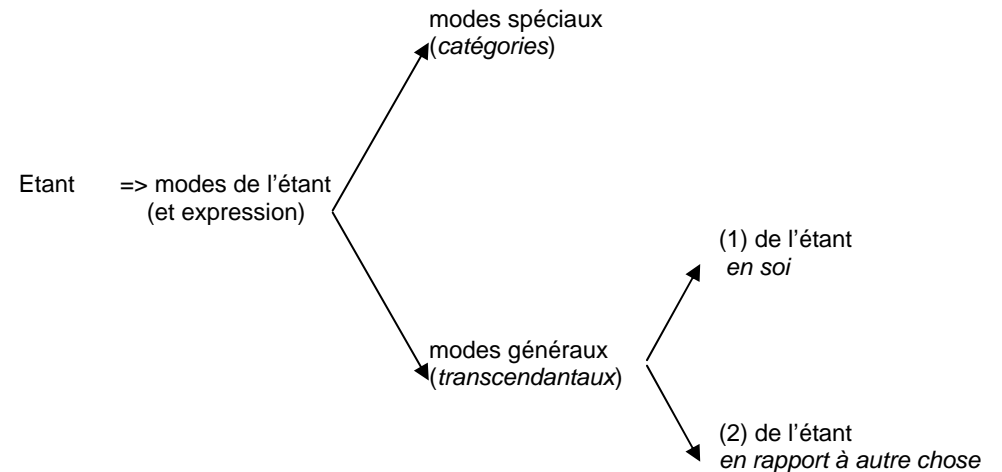 modes spéciaux
(catégories)
Etant => modes de l’étant
(et expression)
(1) de l’étant
en soi
modes généraux
(transcendantaux)
(2) de l’étant
en rapport à autre chose